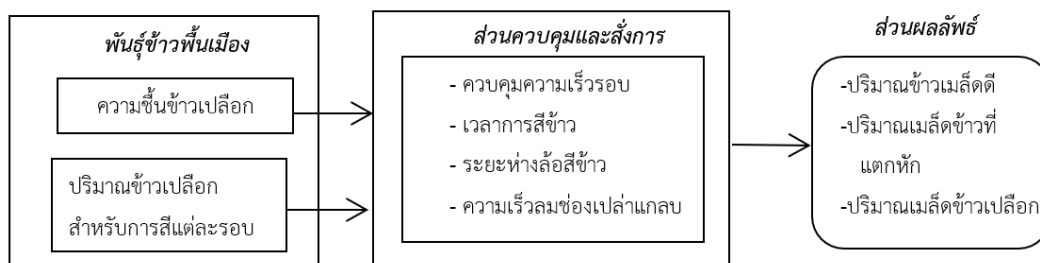 พันธุ์ข้าวพื้นเมือง
ความชื้นข้าวเปลือก
ปริมาณข้าวเปลือก
สำหรับการสีแต่ละรอบ
ส่วนควบคุมและสั่งการ
- ควบคุมความเร็วรอบ
- เวลาการสีข้าว
- ระยะห่างล้อสีข้าว
- ความเร็วลมช่องเปล่าแกลบ
ส่วนผลลัพธ์
-ปริมาณข้าวเมล็ดดี
-ปริมาณเมล็ดข้าวที่
แตกหัก
-ปริมาณเมล็ดข้าวเปลือก